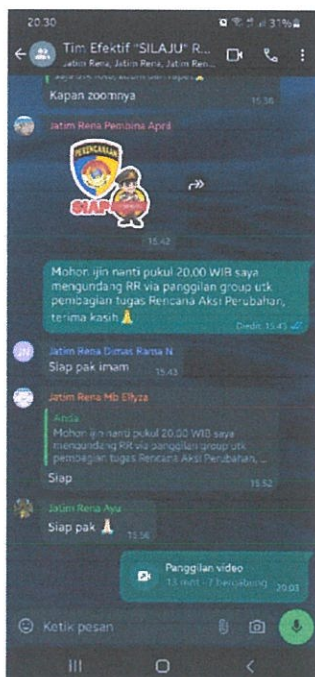 20.30
31%
Tim Efektif "SILAJU" R...
Jatim Rena, Jatim Rena, Jatim Ren...
Kapan zoomnya
15.36
Jatim Rena Pembina April
PERENCANAAN
SIAP
15.42
Mohon ijin nanti pukul 20.00 WIB saya
mengundang RR via panggilan group utk
pembagian tugas Rencana Aksi Perubahan,
terima kasih 🙏
Diedit 15.43
JN
Jatim Rena Dimas Rama N
Siap pak imam
15.43
Jatim Rena Mb Ellyza
Anda
Mohon ijin nanti pukul 20.00 WIB saya
mengundang RR via panggilan group utk
pembagian tugas Rencana Aksi Perubahan, ...
Siap
15.52
Jatim Rena Ayu
Siap pak 🙏
15.56
Panggilan video
13 mnt · 7 bergabung
20.03
Ketik pesan